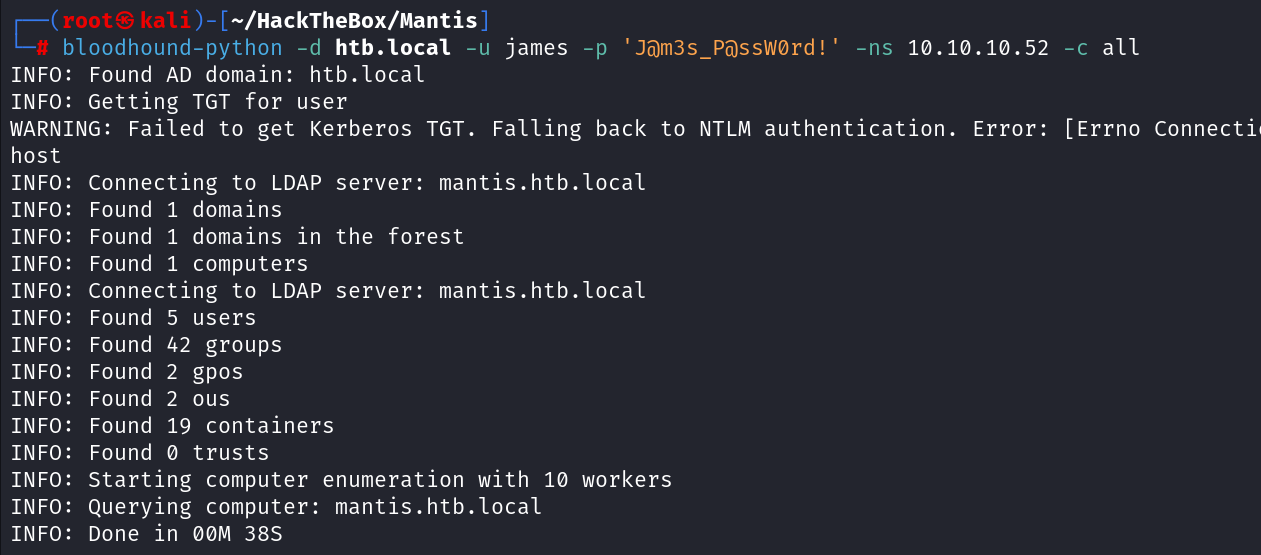 ┌──(root㉿kali)-[~/HackTheBox/Mantis]
└─# bloodhound-python -d htb.local -u james -p 'J@m3s_P@ssW0rd!' -ns 10.10.10.52 -c all
INFO: Found AD domain: htb.local
INFO: Getting TGT for user
WARNING: Failed to get Kerberos TGT. Falling back to NTLM authentication. Error: [Errno Connectio
host
INFO: Connecting to LDAP server: mantis.htb.local
INFO: Found 1 domains
INFO: Found 1 domains in the forest
INFO: Found 1 computers
INFO: Connecting to LDAP server: mantis.htb.local
INFO: Found 5 users
INFO: Found 42 groups
INFO: Found 2 gpos
INFO: Found 2 ous
INFO: Found 19 containers
INFO: Found 0 trusts
INFO: Starting computer enumeration with 10 workers
INFO: Querying computer: mantis.htb.local
INFO: Done in 00M 38S